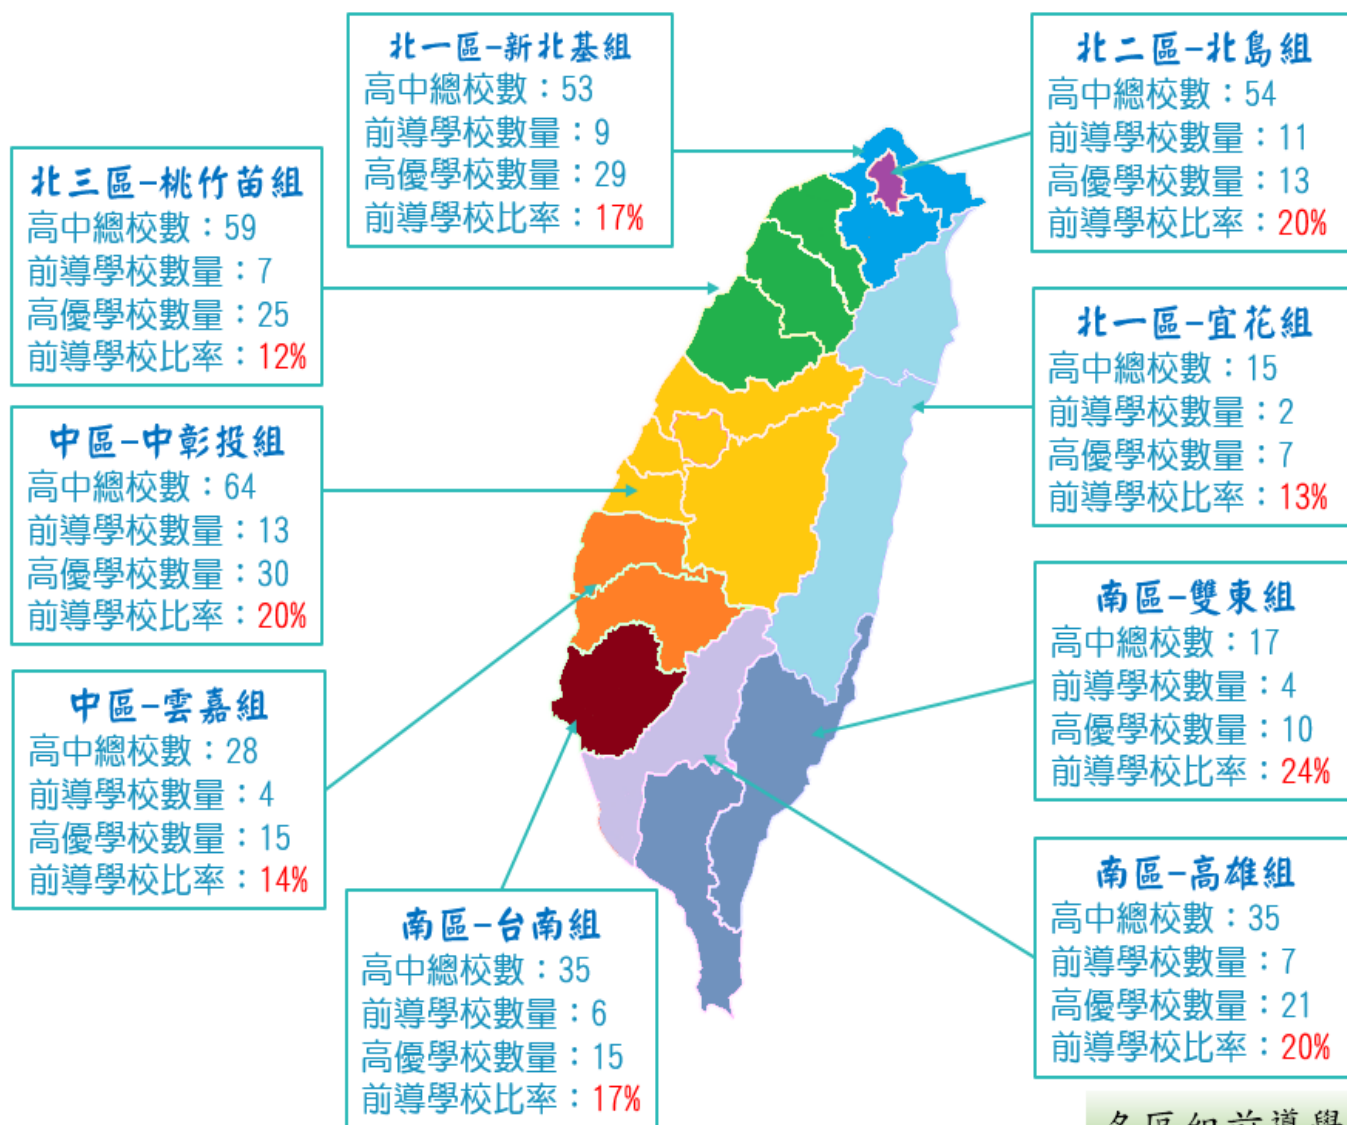 北一區-新北基組
高中總校數：53
前導學校數量：9
高優學校數量：29
前導學校比率：17%
北二區-北島組
高中總校數：54
前導學校數量：11
高優學校數量：13
前導學校比率：20%
北三區-桃竹苗組
高中總校數：59
前導學校數量：7
高優學校數量：25
前導學校比率：12%
北一區-宜花組
高中總校數：15
前導學校數量：2
高優學校數量：7
前導學校比率：13%
中區-中彰投組
高中總校數：64
前導學校數量：13
高優學校數量：30
前導學校比率：20%
南區-雙東組
高中總校數：17
前導學校數量：4
高優學校數量：10
前導學校比率：24%
中區-雲嘉組
高中總校數：28
前導學校數量：4
高優學校數量：15
前導學校比率：14%
南區-高雄組
高中總校數：35
前導學校數量：7
高優學校數量：21
前導學校比率：20%
南區-台南組
高中總校數：35
前導學校數量：6
高優學校數量：15
前導學校比率：17%
各區組前導學